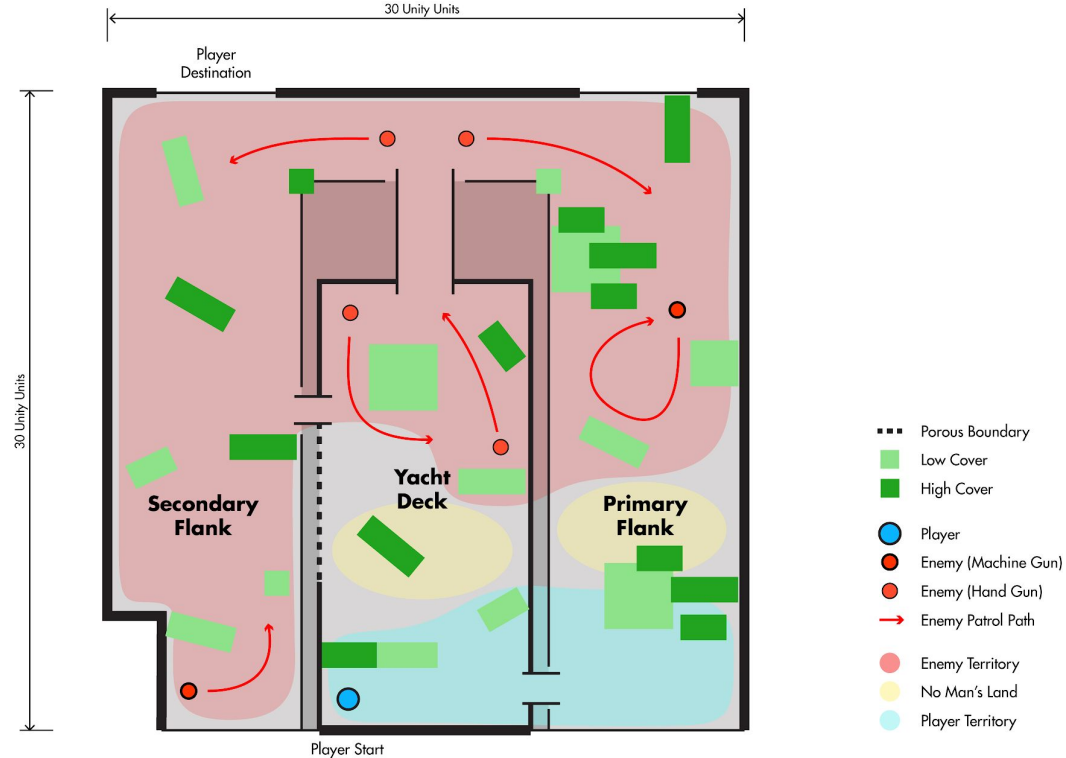 30 Unity Units
Player
Destination
30 Unity Units
Yacht
Deck
Secondary
Flank
Primary
Flank
Player Start
Porous Boundary
Low Cover
High Cover
Player
Enemy (Machine Gun)
Enemy (Hand Gun)
Enemy Patrol Path
Enemy Territory
No Man's Land
Player Territory